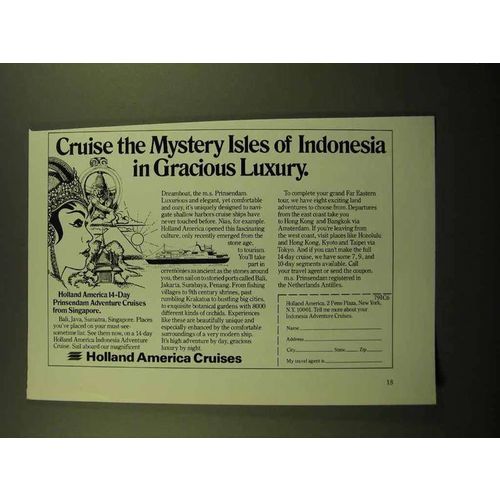 Cruise the Mystery Isles of Indonesia
in Gracious Luxury.
Holland America 14-Day
Prinsendam Adventure Cruises
from Singapore.
Bali, Java, Sumatra, Singapore. Places
you've placed on your must see
sometime list. See them now, on a 14-day
Holland America Indonesia Adventure
Cruise. Sail aboard our magnificent
Dreamboat, the m.s. Prinsendam.
Luxurious and elegant, yet comfortable
and cozy, it's uniquely designed to navi-
gate shallow harbors cruise ships have
never touched before. Nias, for example.
Holland America opened this fascinating
culture, only recently emerged from the
stone age,
to tourism.
You'll take
part in
ceremonies as ancient as the stones around
you, then sail on to storied ports called Bali,
Jakarta, Surabaya, Penang. From fishing
villages to 9th century shrines, past
rumbling Krakatoa to bustling big cities,
to exquisite botanical gardens with 8000
different kinds of orchids. Experiences
like these are beautifully unique and
especially enhanced by the comfortable
surroundings of a very modern ship.
It's high adventure by day, gracious
luxury by night.
To complete your grand Far Eastern
tour, we have eight exciting land
adventures to choose from. Departures
from the east coast take you
to Hong Kong and Bangkok via
Amsterdam. If you're leaving from
the west coast, visit places like Honolulu
and Hong Kong, Kyoto and Taipei via
Tokyo. And if you can't make the full
14-day cruise, we have some 7, 9, and
10-day segments available. Call
your travel agent or send the coupon.
m.s. Prinsendam registered in
the Netherlands Antilles.
Holland America, 2 Penn Plaza, New York,
N.Y. 10001. Tell me more about your
Indonesia Adventure Cruises.
Name
Address
City State Zip
My travel agent is
Holland America Cruises
18